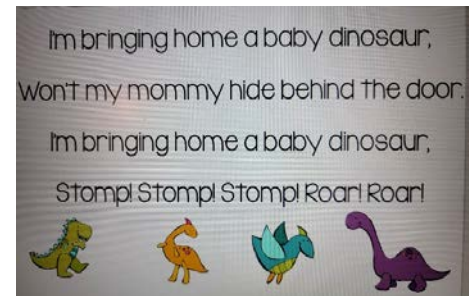 I'm bringing home a baby dinosaur,
Won't my mommy hide behind the door.
I'm bringing home a baby dinosaur,
Stomp! Stomp! Stomp! Roar! Roar!